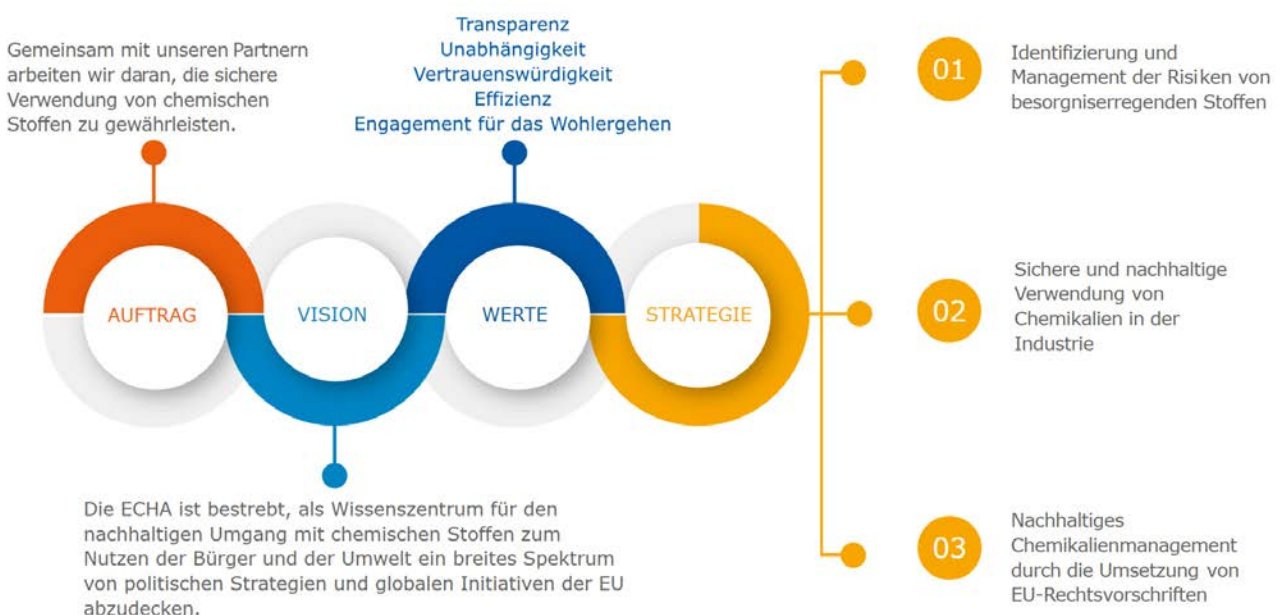 Gemeinsam mit unseren Partnern
arbeiten wir daran, die sichere
Verwendung von chemischen
Stoffen zu gewährleisten.
Transparenz
Unabhängigkeit
Vertrauenswürdigkeit
Effizienz
Engagement für das Wohlergehen
AUFTRAG
VISION
WERTE
STRATEGIE
Die ECHA ist bestrebt, als Wissenszentrum für den
nachhaltigen Umgang mit chemischen Stoffen zum
Nutzen der Bürger und der Umwelt ein breites Spektrum
von politischen Strategien und globalen Initiativen der EU
abzudecken.
01
Identifizierung und
Management der Risiken von
besorgniserregenden Stoffen
02
Sichere und nachhaltige
Verwendung von
Chemikalien in der
Industrie
03
Nachhaltiges
Chemikalienmanagement
durch die Umsetzung von
EU-Rechtsvorschriften